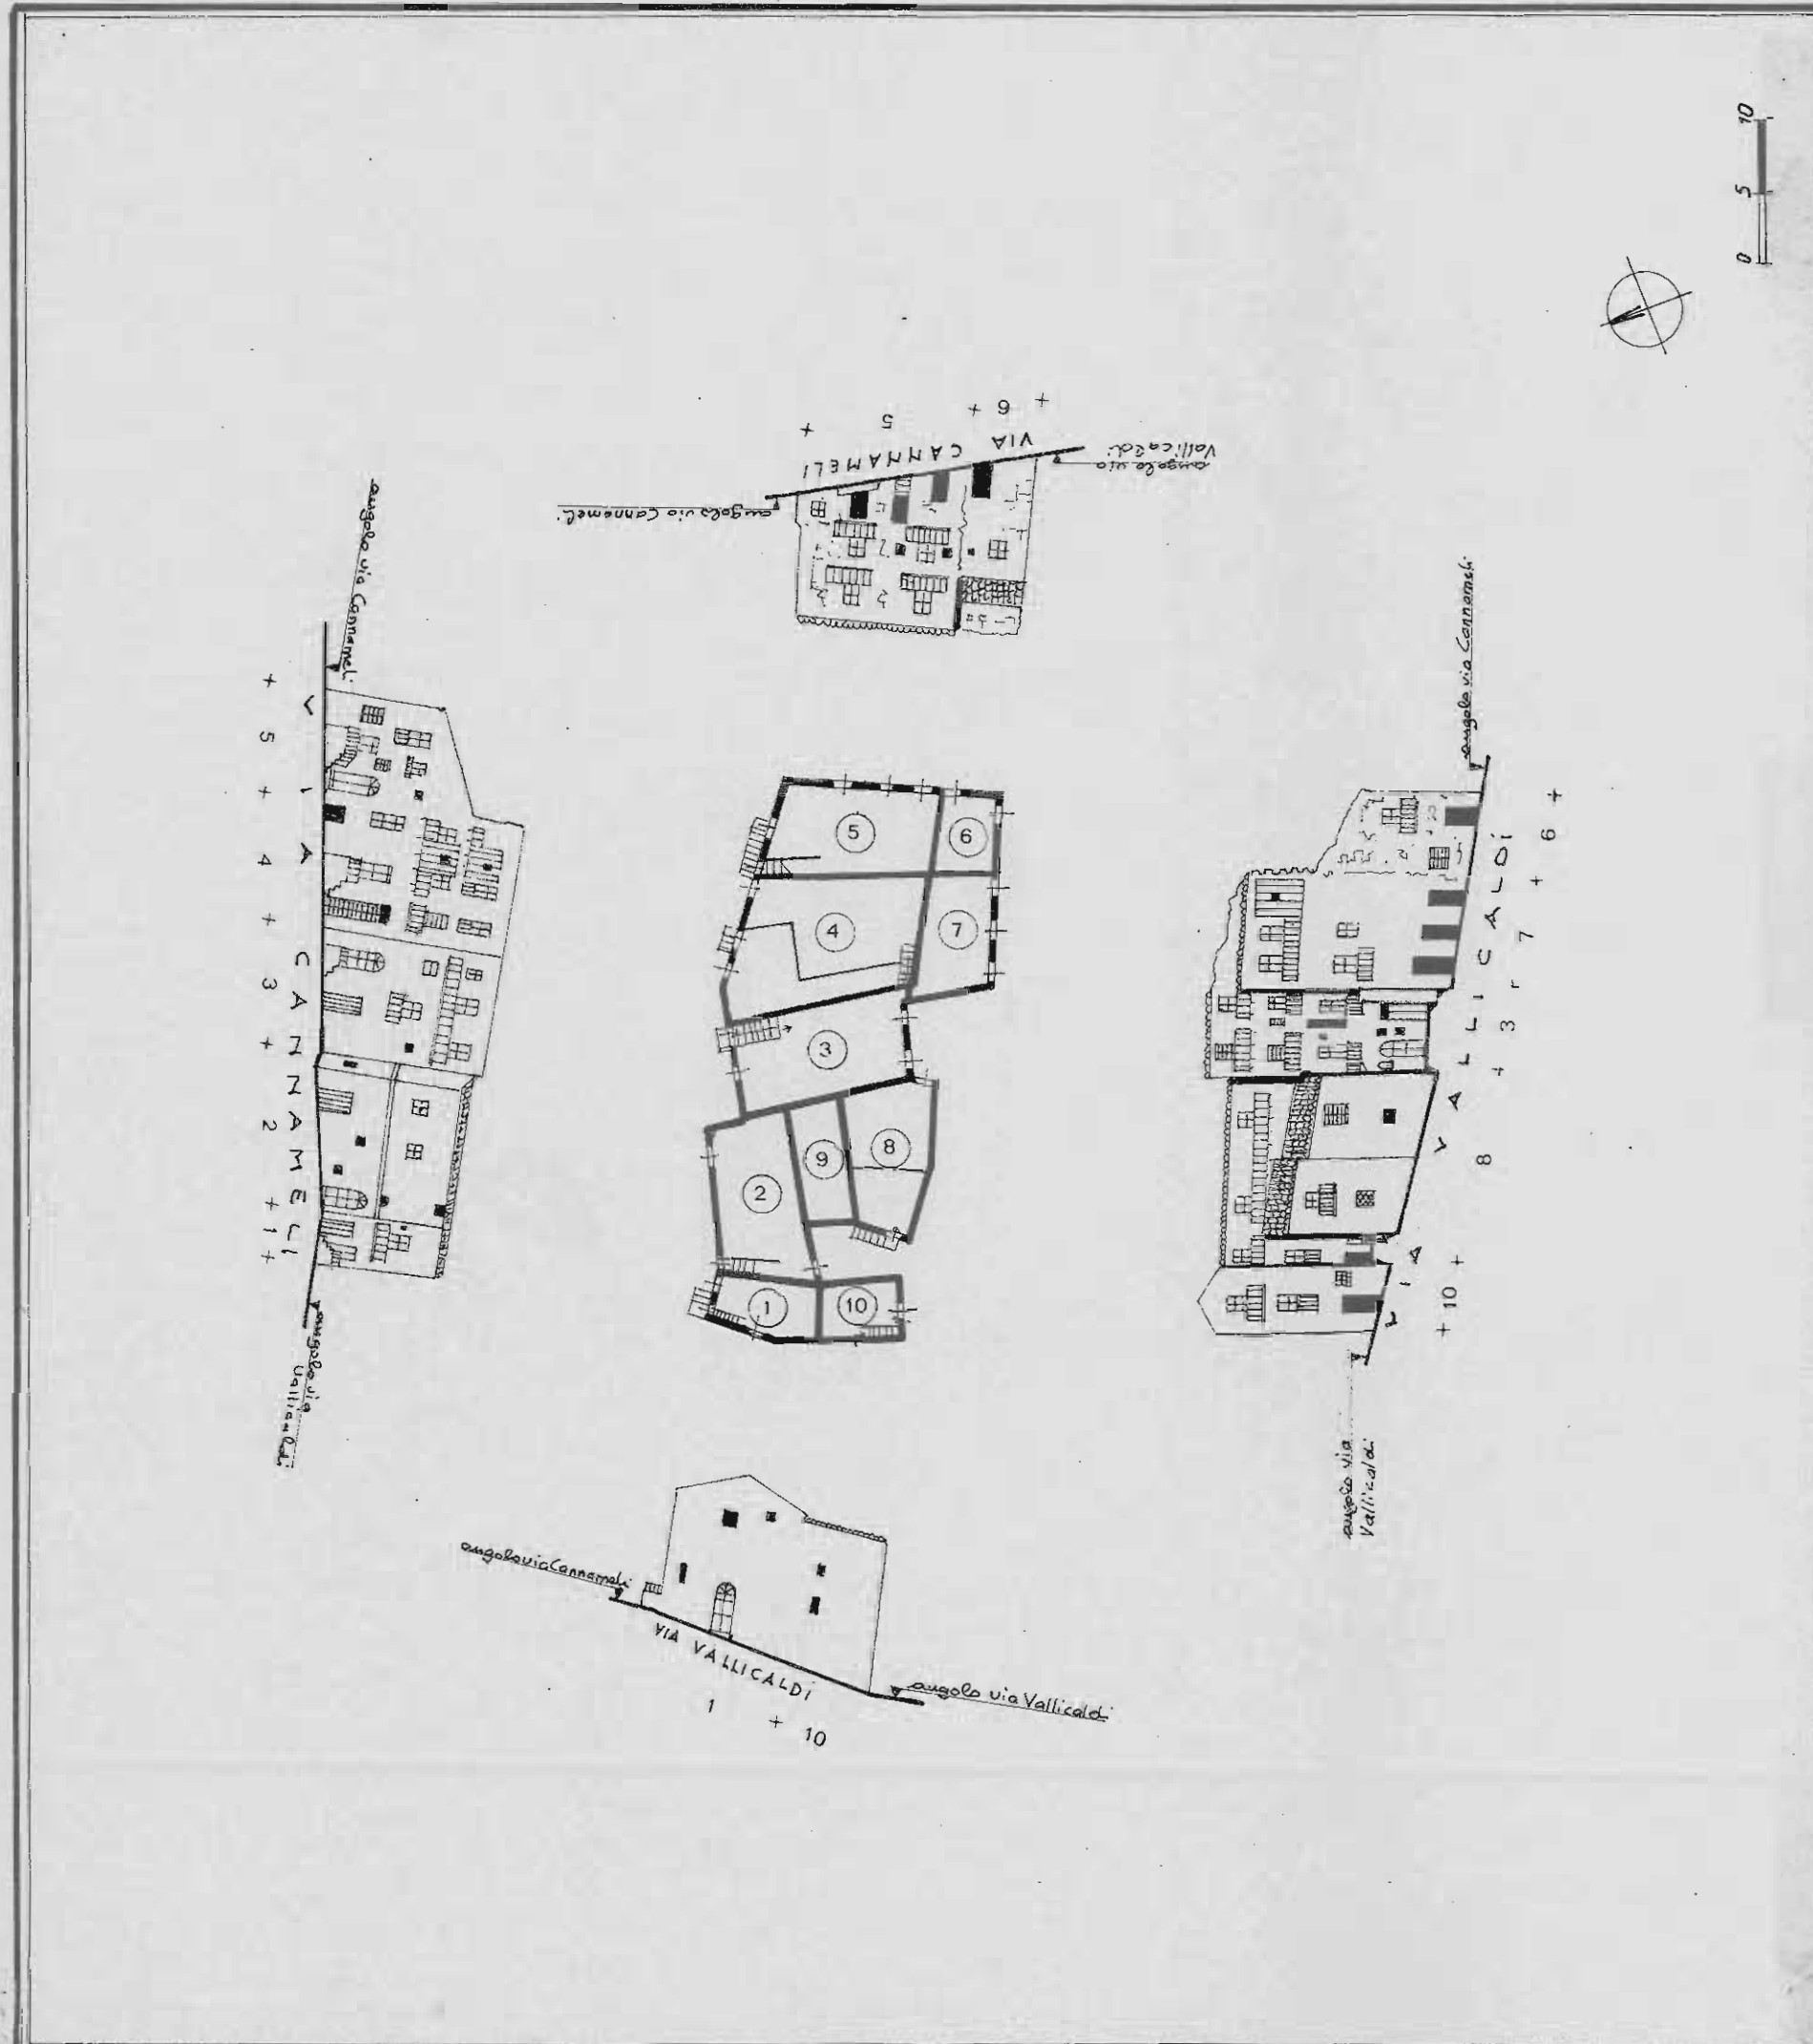 10
5
0
+ 5 + 6 +
VIA CANNAMELI
angolo via
Vallicaldi
angolo via Cannameli
angolo via Cannameli
+ 5 + 4 + 3 + 2 + 1 +
VIA CANNAMELI
angolo via
Vallicaldi
5
6
4
7
3
9
8
2
1
10
angolo via Cannameli
VIA VALLICALDI
+ 10 +
8 + 3 + 7 + 6 +
angolo via
Vallicaldi
angolo via Cannameli
VIA VALLICALDI
1 + 10
angolo via Vallicaldi